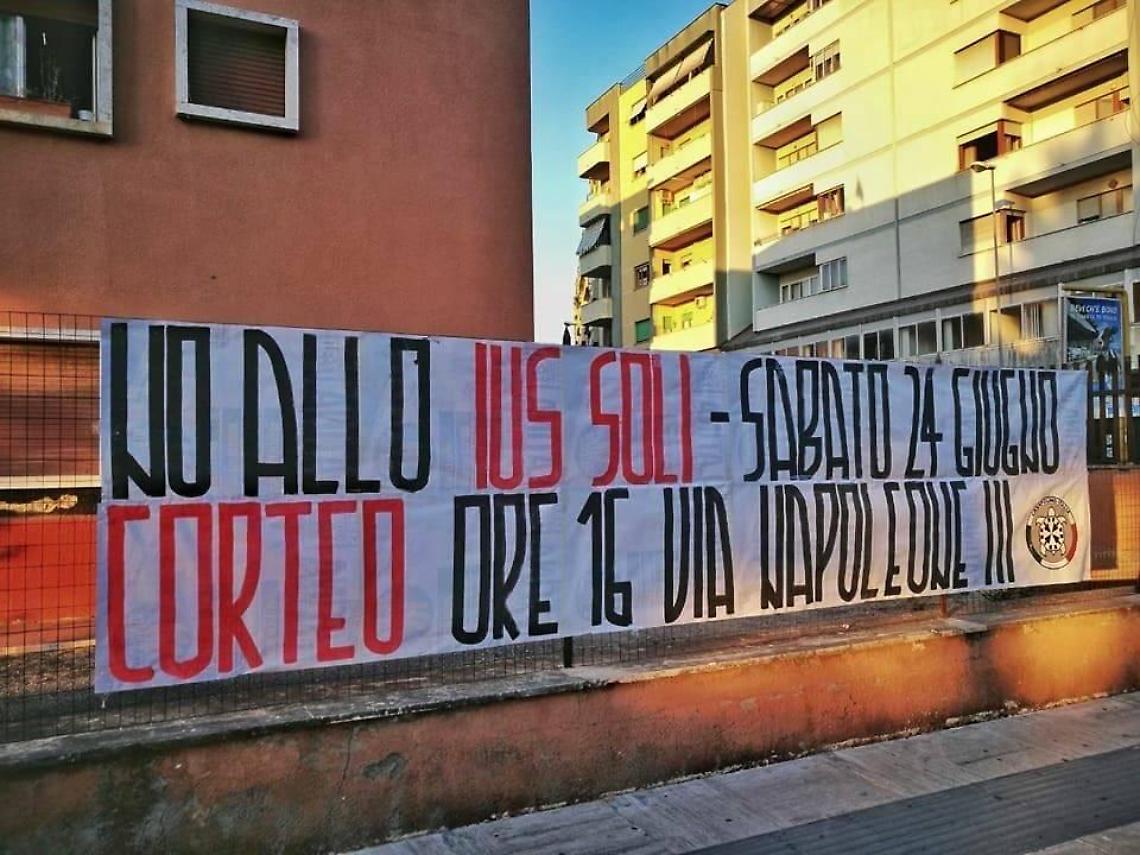 NO ALLO IUS SOLI - SABATO 24 GIUGNO
CORTEO ORE 16 VIA NAPOLEONE III